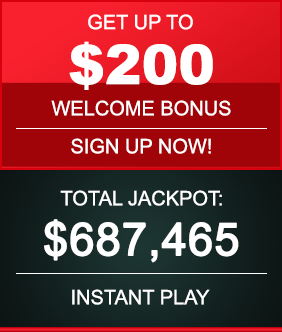 GET UP TO
$200
WELCOME BONUS
SIGN UP NOW!
TOTAL JACKPOT:
$687,465
INSTANT PLAY